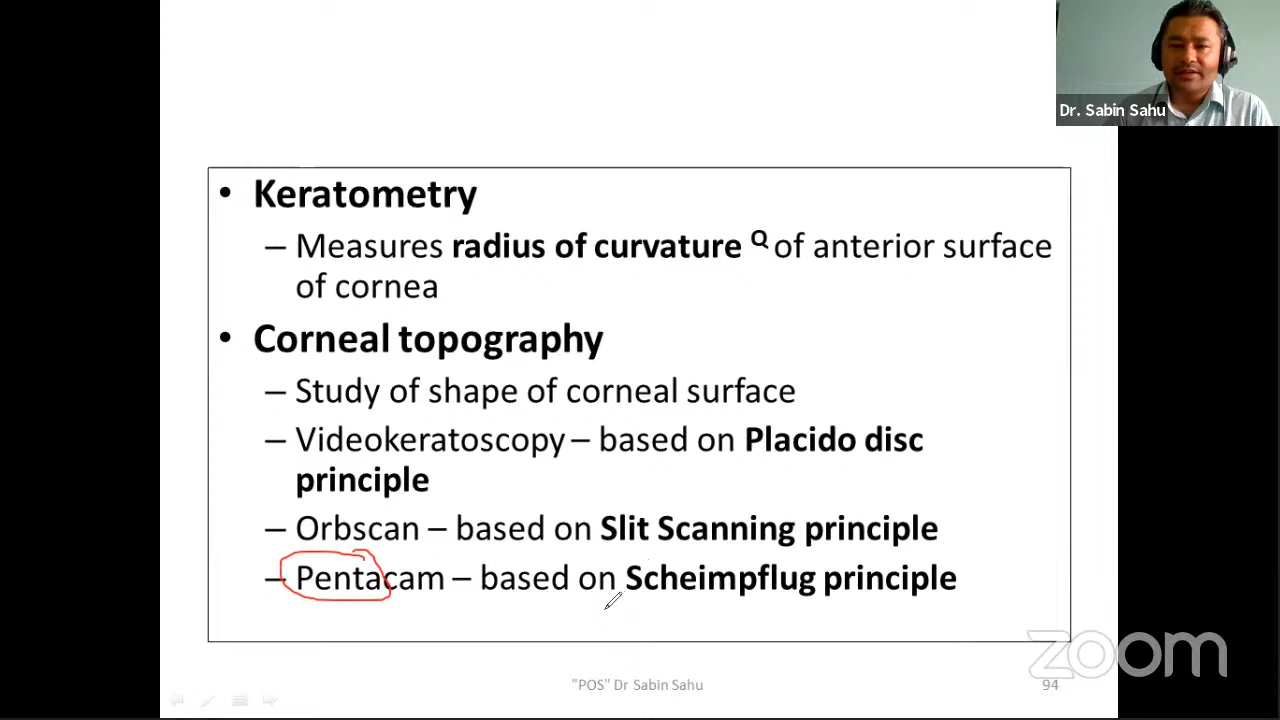 Dr. Sabin Sahu
• Keratometry
– Measures radius of curvature Q of anterior surface
of cornea
• Corneal topography
– Study of shape of corneal surface
– Videokeratoscopy – based on Placido disc
principle
– Orbscan – based on Slit Scanning principle
– Pentacam – based on Scheimpflug principle
zoom
"POS" Dr Sabin Sahu
94